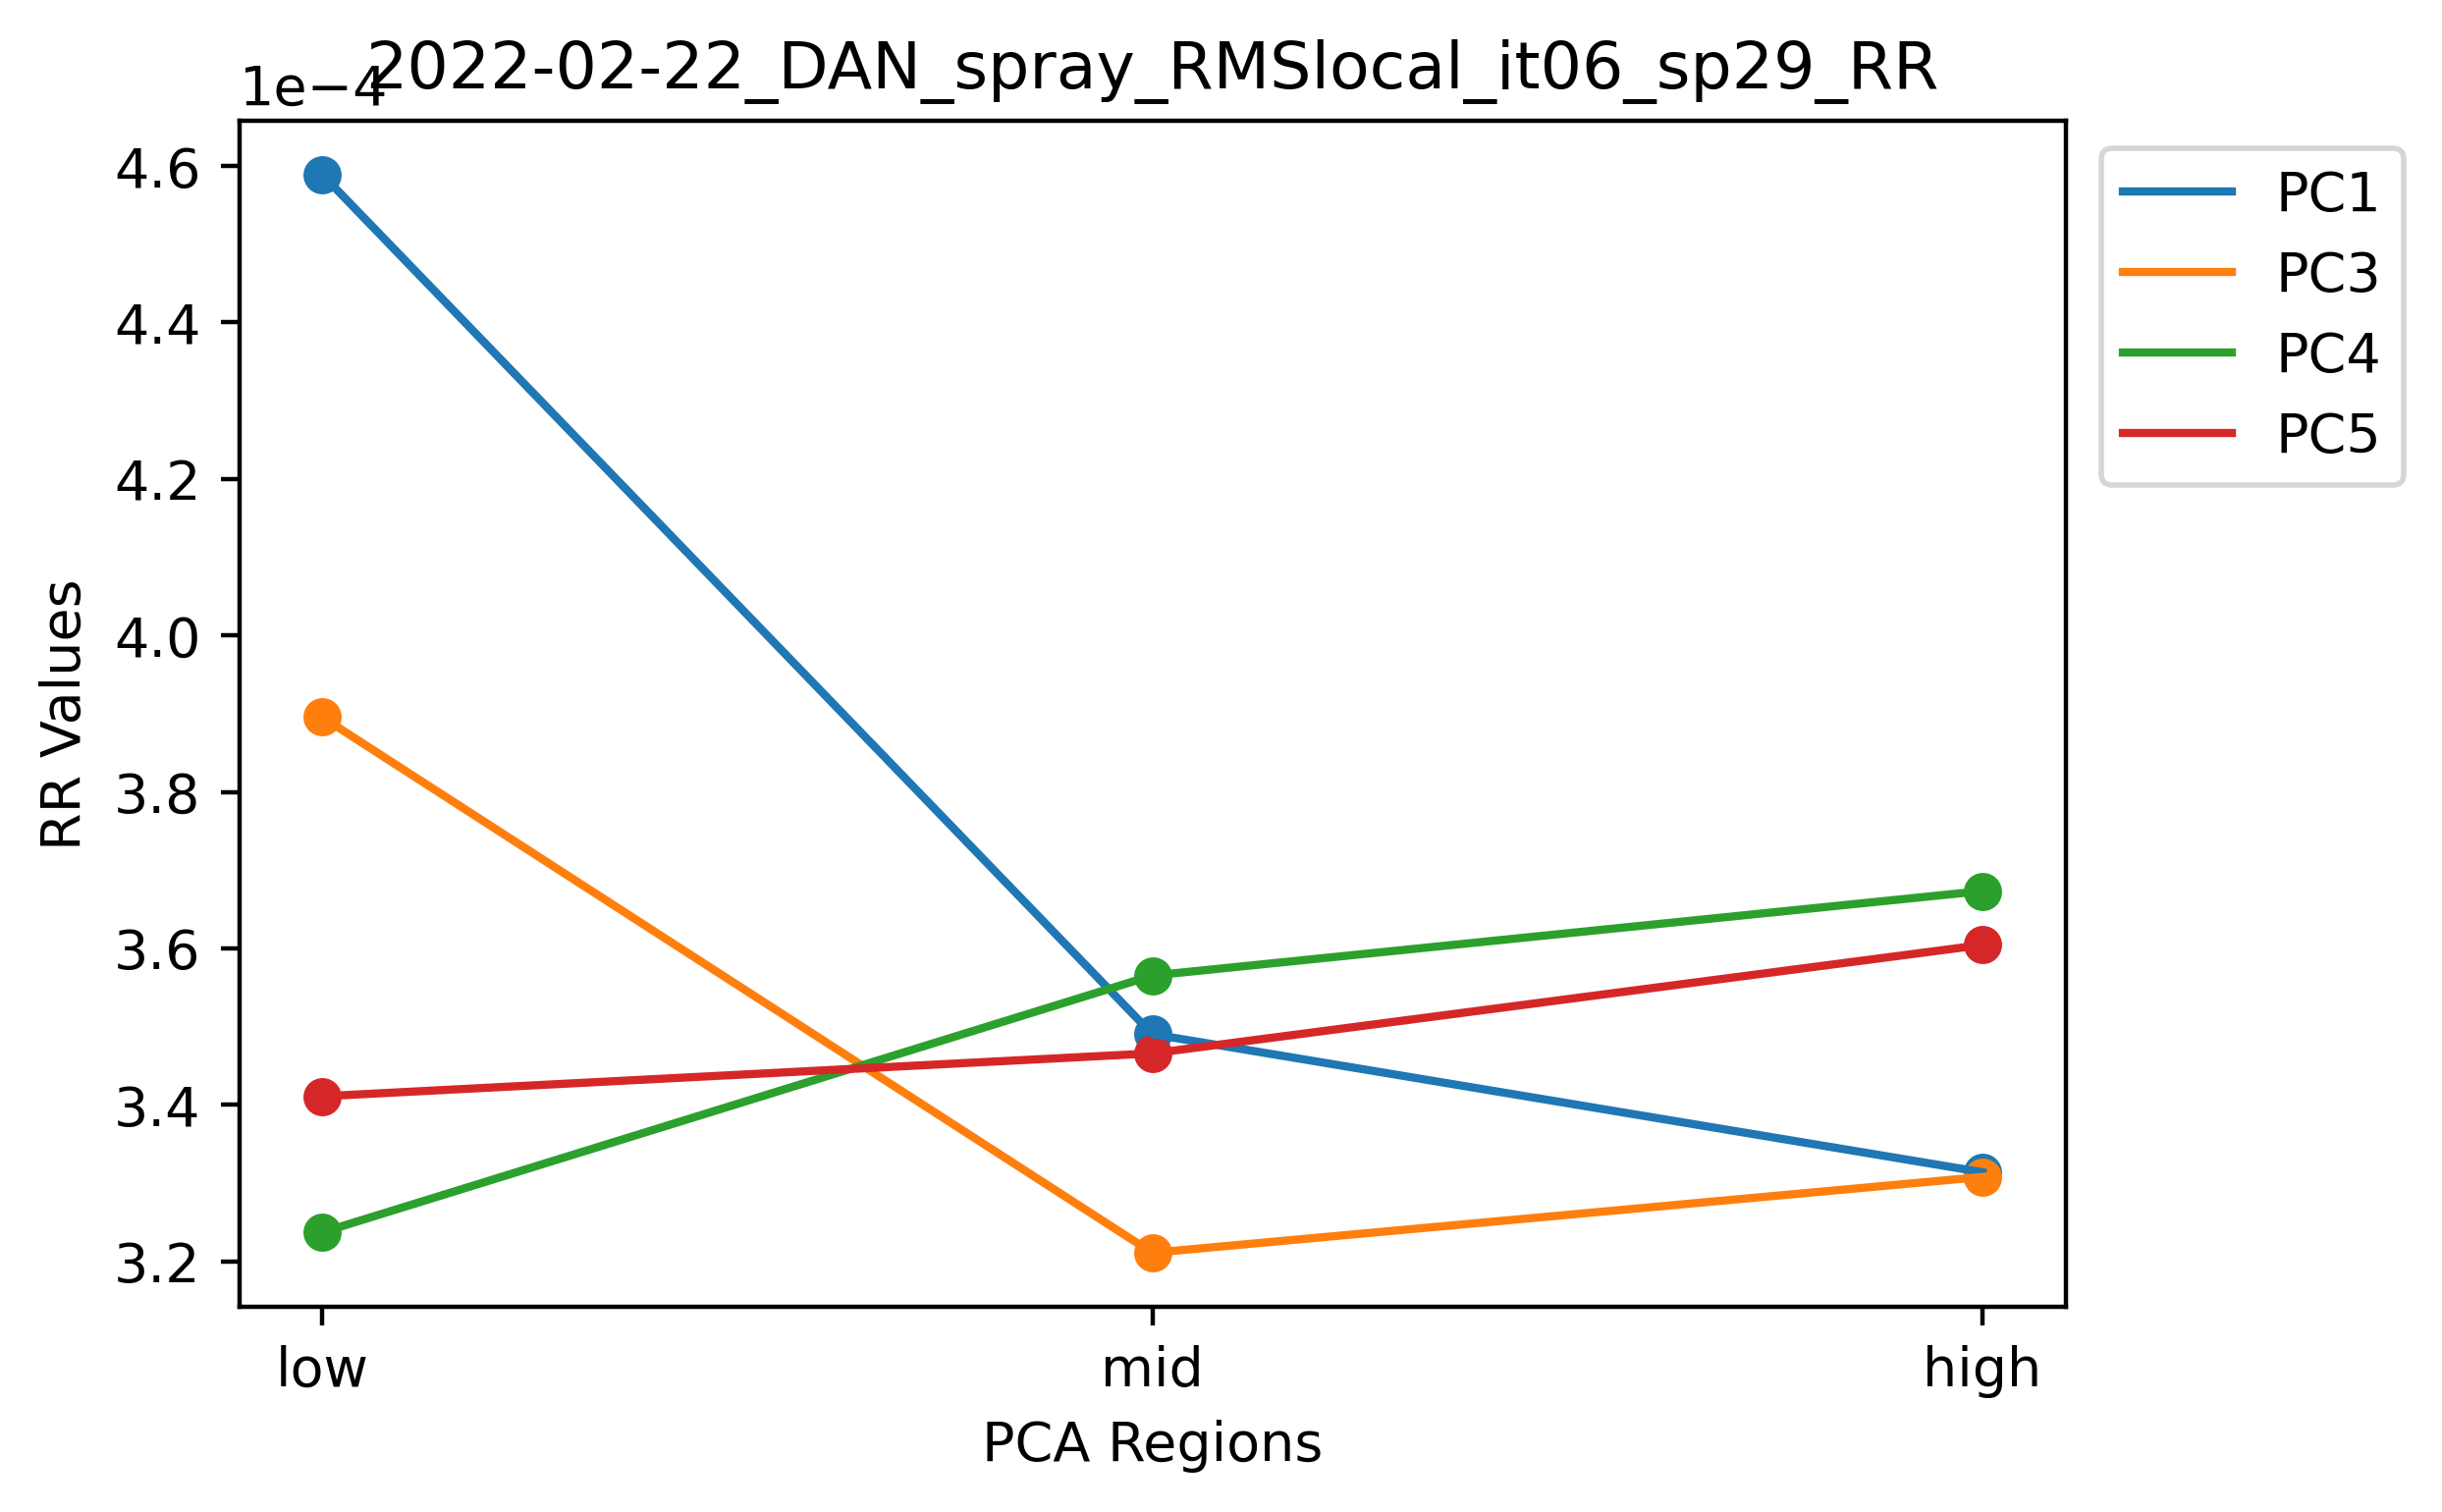 2022-02-22_DAN_spray_RMSlocal_it06_sp29_RR
1e−4
4.6
4.4
4.2
4.0
3.8
3.6
3.4
3.2
RR Values
low mid high
PCA Regions
PC1
PC3
PC4
PC5